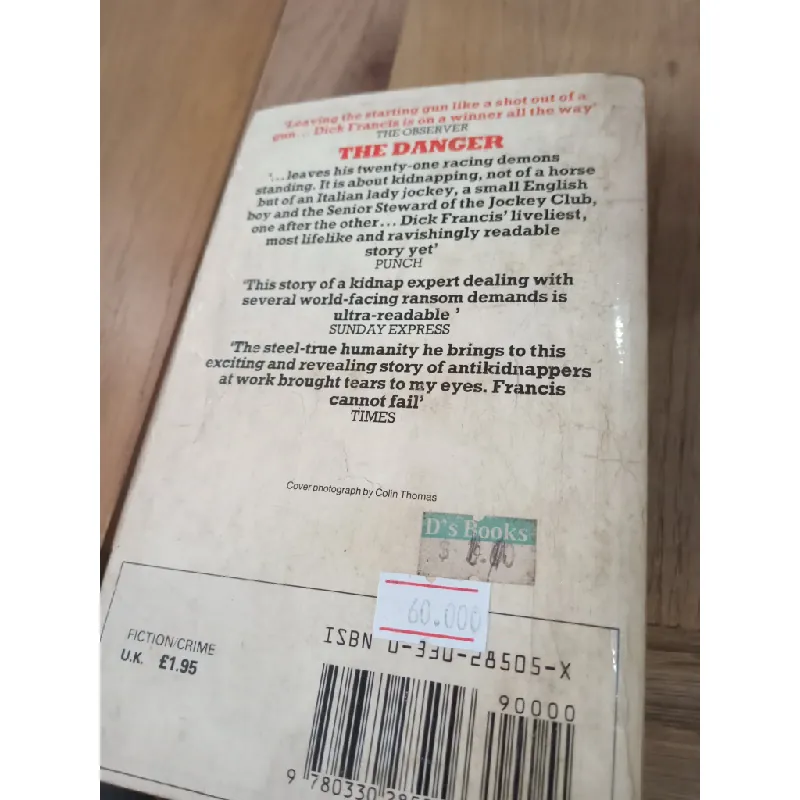 'Leaving the starting gun like a shot out of a
gun... Dick Francis is on a winner all the way'
THE OBSERVER
THE DANGER
'...leaves his twenty-one racing demons
standing. It is about kidnapping, not of a horse
but of an Italian lady jockey, a small English
boy and the Senior Steward of the Jockey Club,
one after the other... Dick Francis' liveliest,
most lifelike and ravishingly readable
story yet'
PUNCH
'This story of a kidnap expert dealing with
several world-facing ransom demands is
ultra-readable '
SUNDAY EXPRESS
'The steel-true humanity he brings to this
exciting and revealing story of antikidnappers
at work brought tears to my eyes. Francis
cannot fail'
TIMES
Cover photograph by Colin Thomas
D's Books
$
60.000
FICTION/CRIME
U.K. £1.95
ISBN 0-330-28505-X
90000
9 780330 285